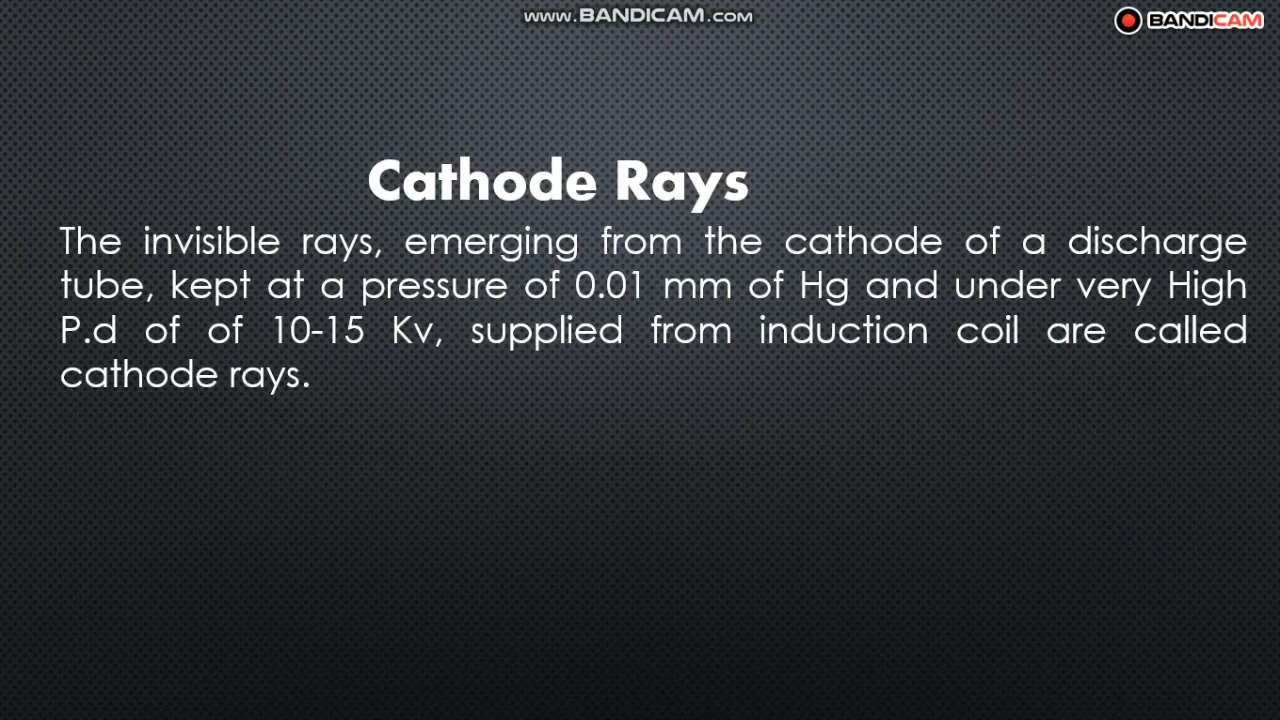 www.BANDICAM.com
BANDICAM
Cathode Rays
The invisible rays, emerging from the cathode of a discharge
tube, kept at a pressure of 0.01 mm of Hg and under very High
P.d of of 10-15 Kv, supplied from induction coil are called
cathode rays.